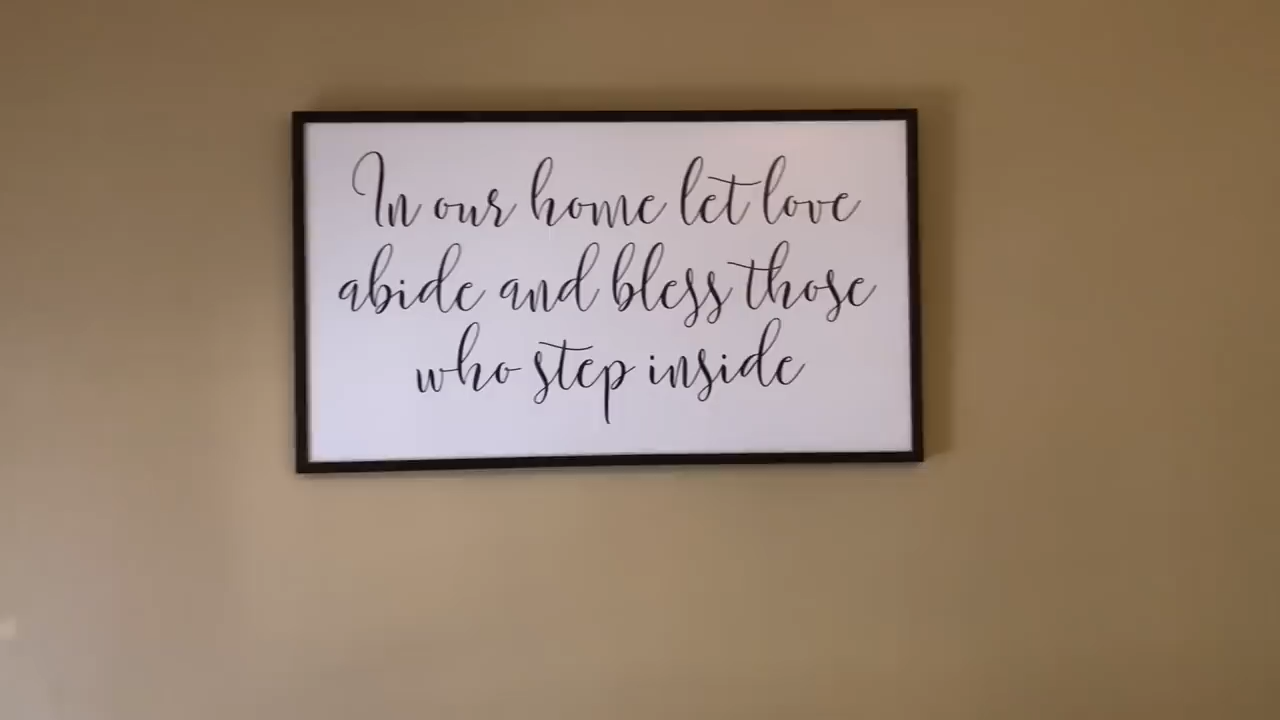 In our home let love
abide and bless those
who step inside